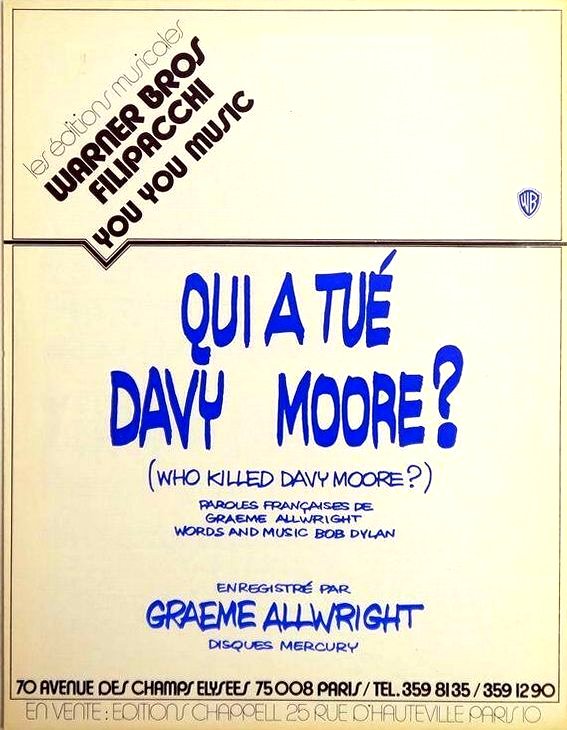 les éditions musicales
WARNER BROS
FILIPACCHI
YOU YOU MUSIC
WB
QUI A TUÉ
DAVY MOORE?
(WHO KILLED DAVY MOORE?)
PAROLES FRANÇAISES DE
GRAEME ALLWRIGHT
WORDS AND MUSIC BOB DYLAN
ENREGISTRÉ PAR
GRAEME ALLWRIGHT
DISQUES MERCURY
70 AVENUE DES CHAMPS ELYSEES 75008 PARIS / TEL. 359 81 35 / 359 12 90
EN VENTE : EDITIONS CHAPPELL 25 RUE D'HAUTEVILLE PARIS 10